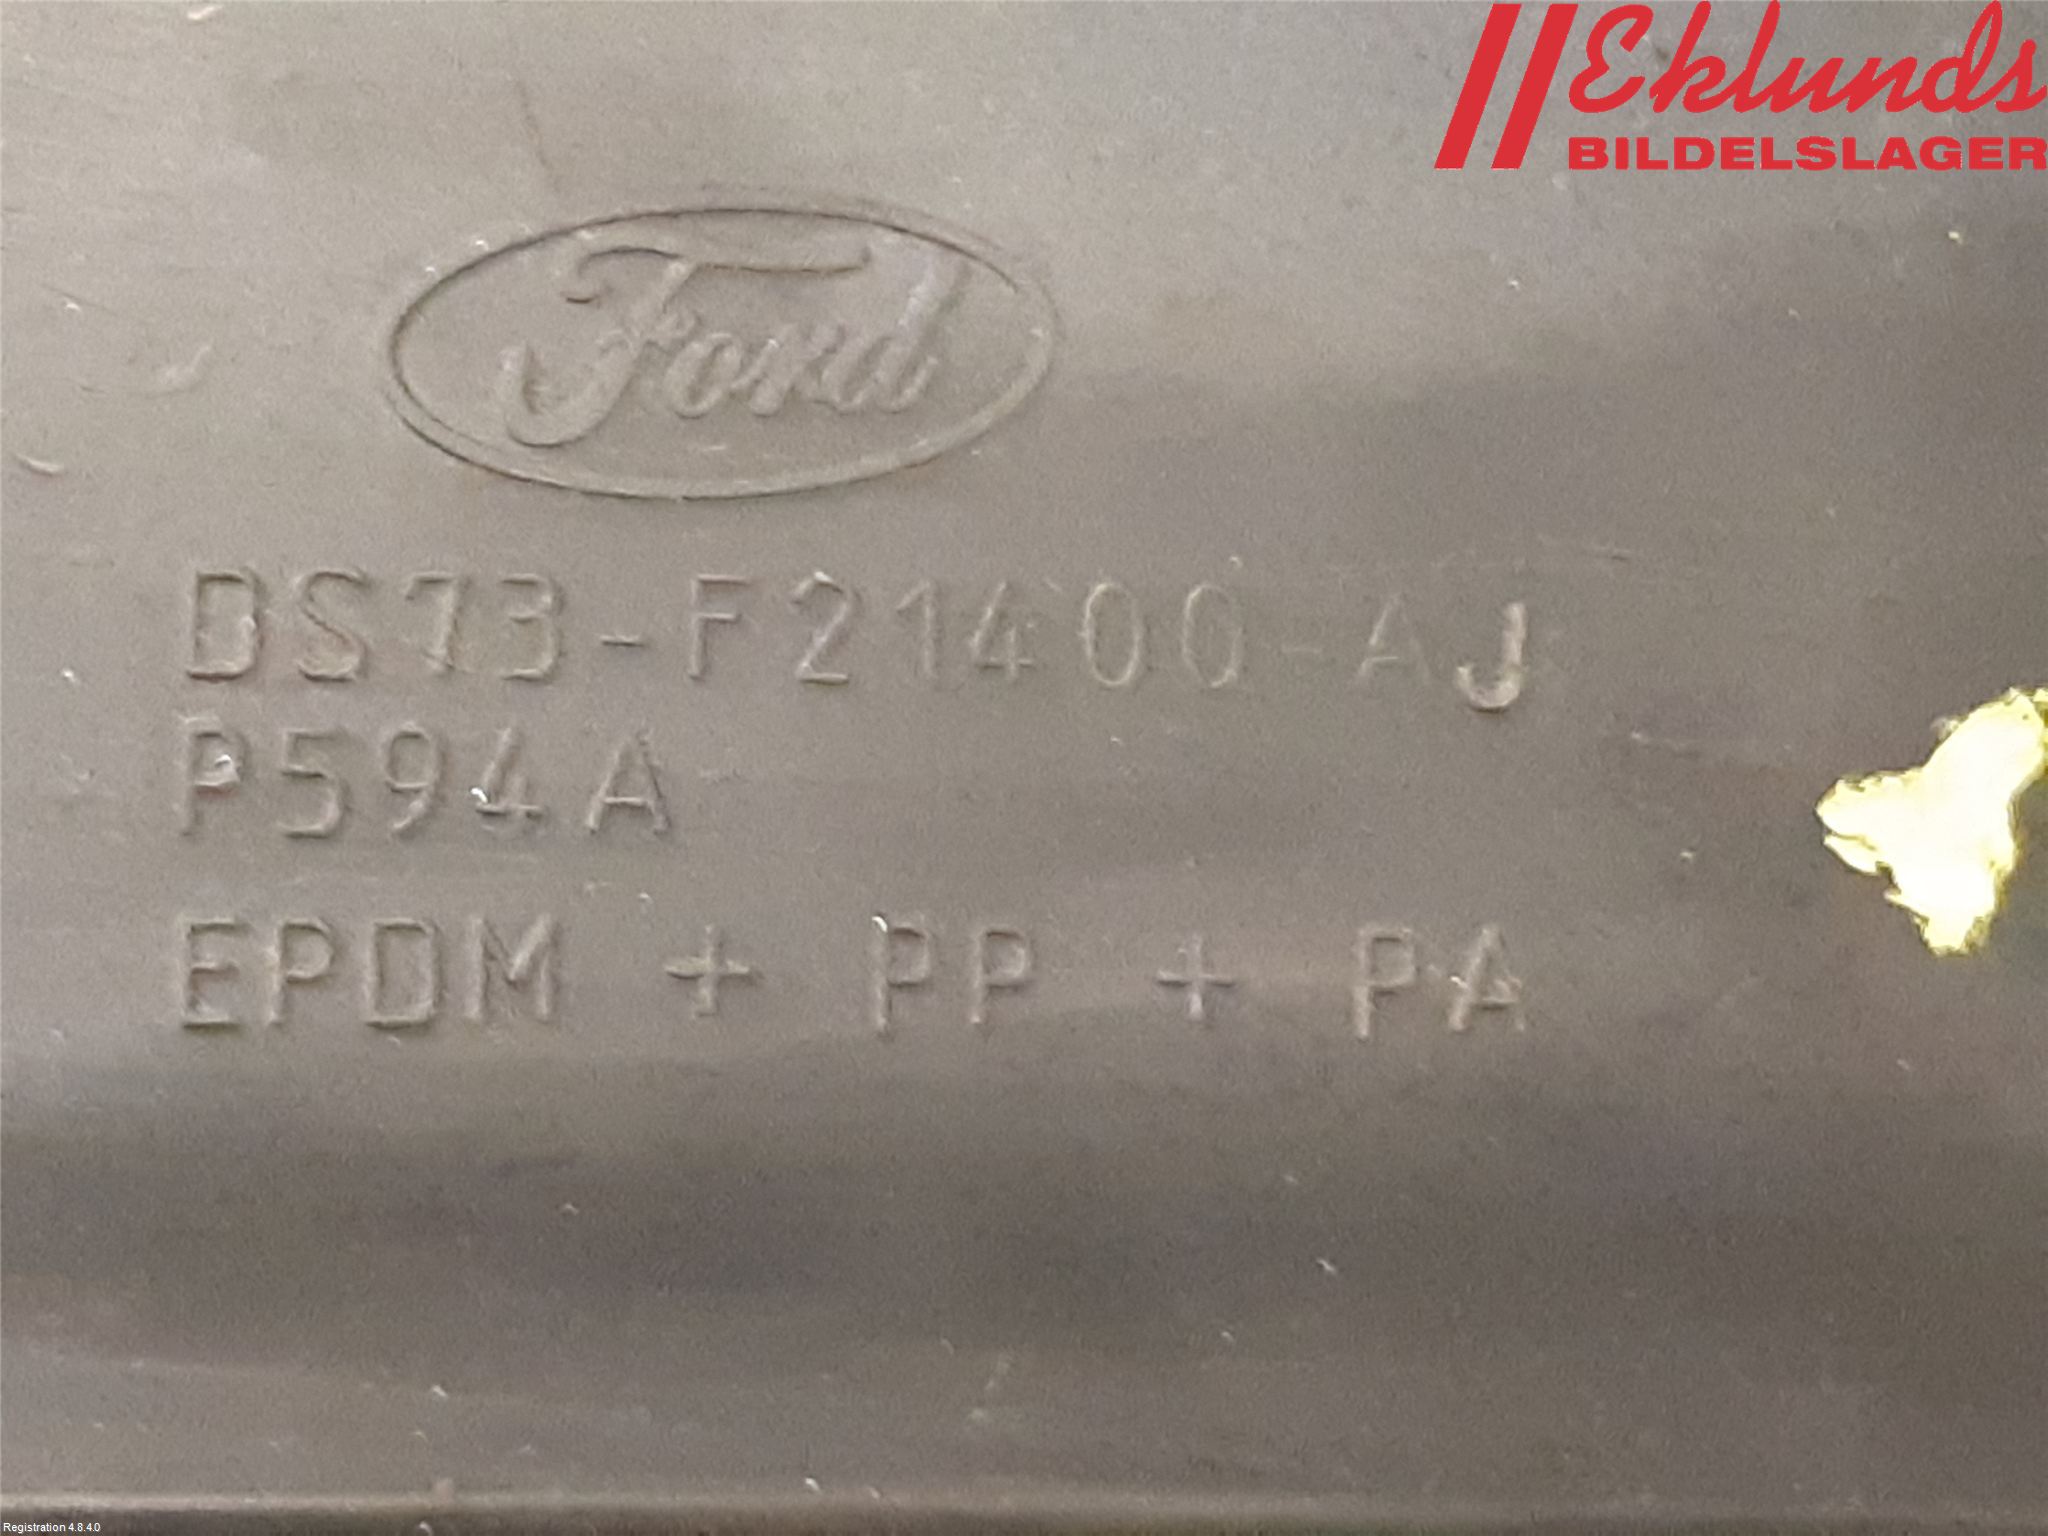 Eklunds
BILDELSLAGER
Ford
DS73-F21400-AJ
P594A
EPDM + PP + PA
Registration 4.8.4.0